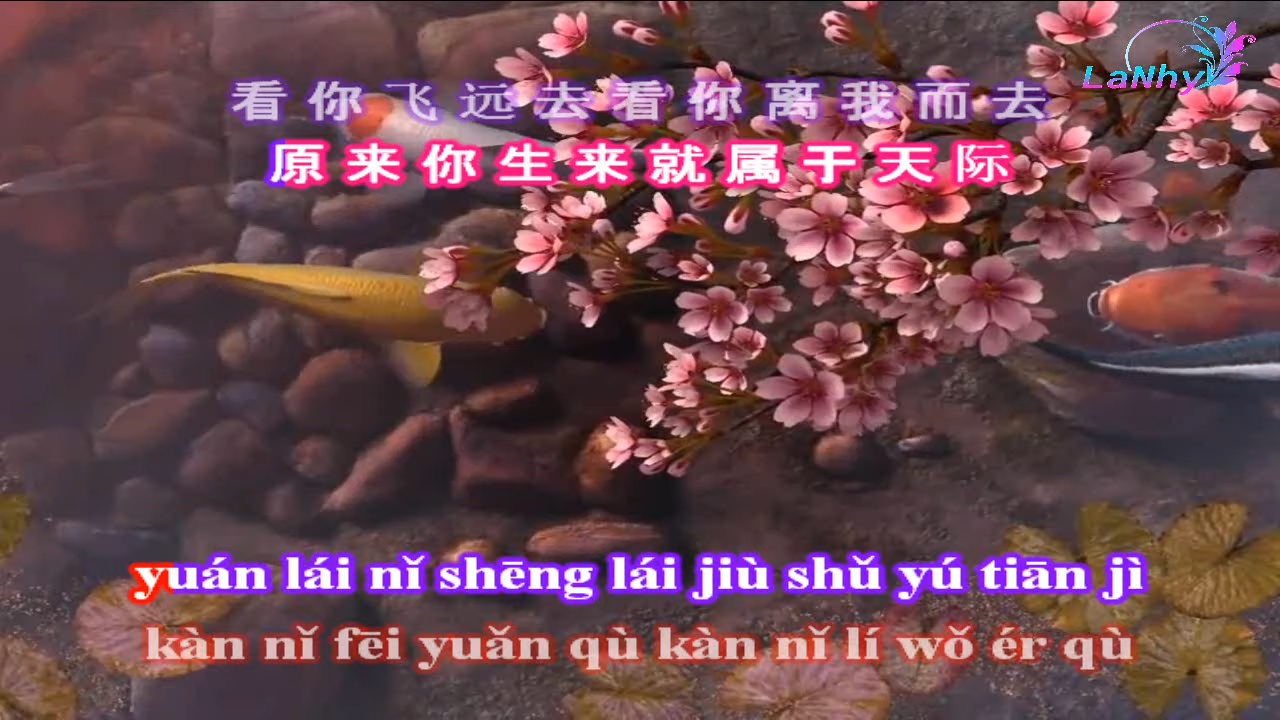 LaNhy
看你飞远去看你离我而去
原来你生来就属于天际
yuán lái nǐ shēng lái jiù shǔ yú tiān jì
kàn nǐ fēi yuǎn qù kàn nǐ lí wǒ ér qù